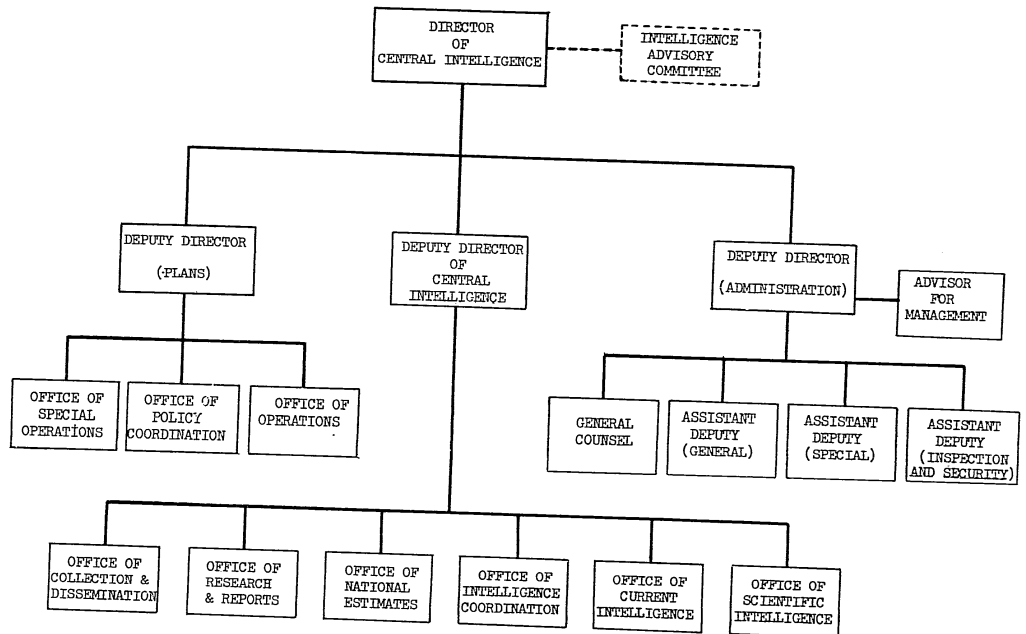 DIRECTOR
OF
CENTRAL INTELLIGENCE
INTELLIGENCE
ADVISORY
COMMITTEE
DEPUTY DIRECTOR
(PLANS)
DEPUTY DIRECTOR
OF
CENTRAL
INTELLIGENCE
DEPUTY DIRECTOR
(ADMINISTRATION)
ADVISOR
FOR
MANAGEMENT
OFFICE OF
SPECIAL
OPERATIONS
OFFICE OF
POLICY
COORDINATION
OFFICE OF
OPERATIONS
GENERAL
COUNSEL
ASSISTANT
DEPUTY
(GENERAL)
ASSISTANT
DEPUTY
(SPECIAL)
ASSISTANT
DEPUTY
(INSPECTION
AND SECURITY)
OFFICE OF
COLLECTION &
DISSEMINATION
OFFICE OF
RESEARCH
& REPORTS
OFFICE OF
NATIONAL
ESTIMATES
OFFICE OF
INTELLIGENCE
COORDINATION
OFFICE OF
CURRENT
INTELLIGENCE
OFFICE OF
SCIENTIFIC
INTELLIGENCE